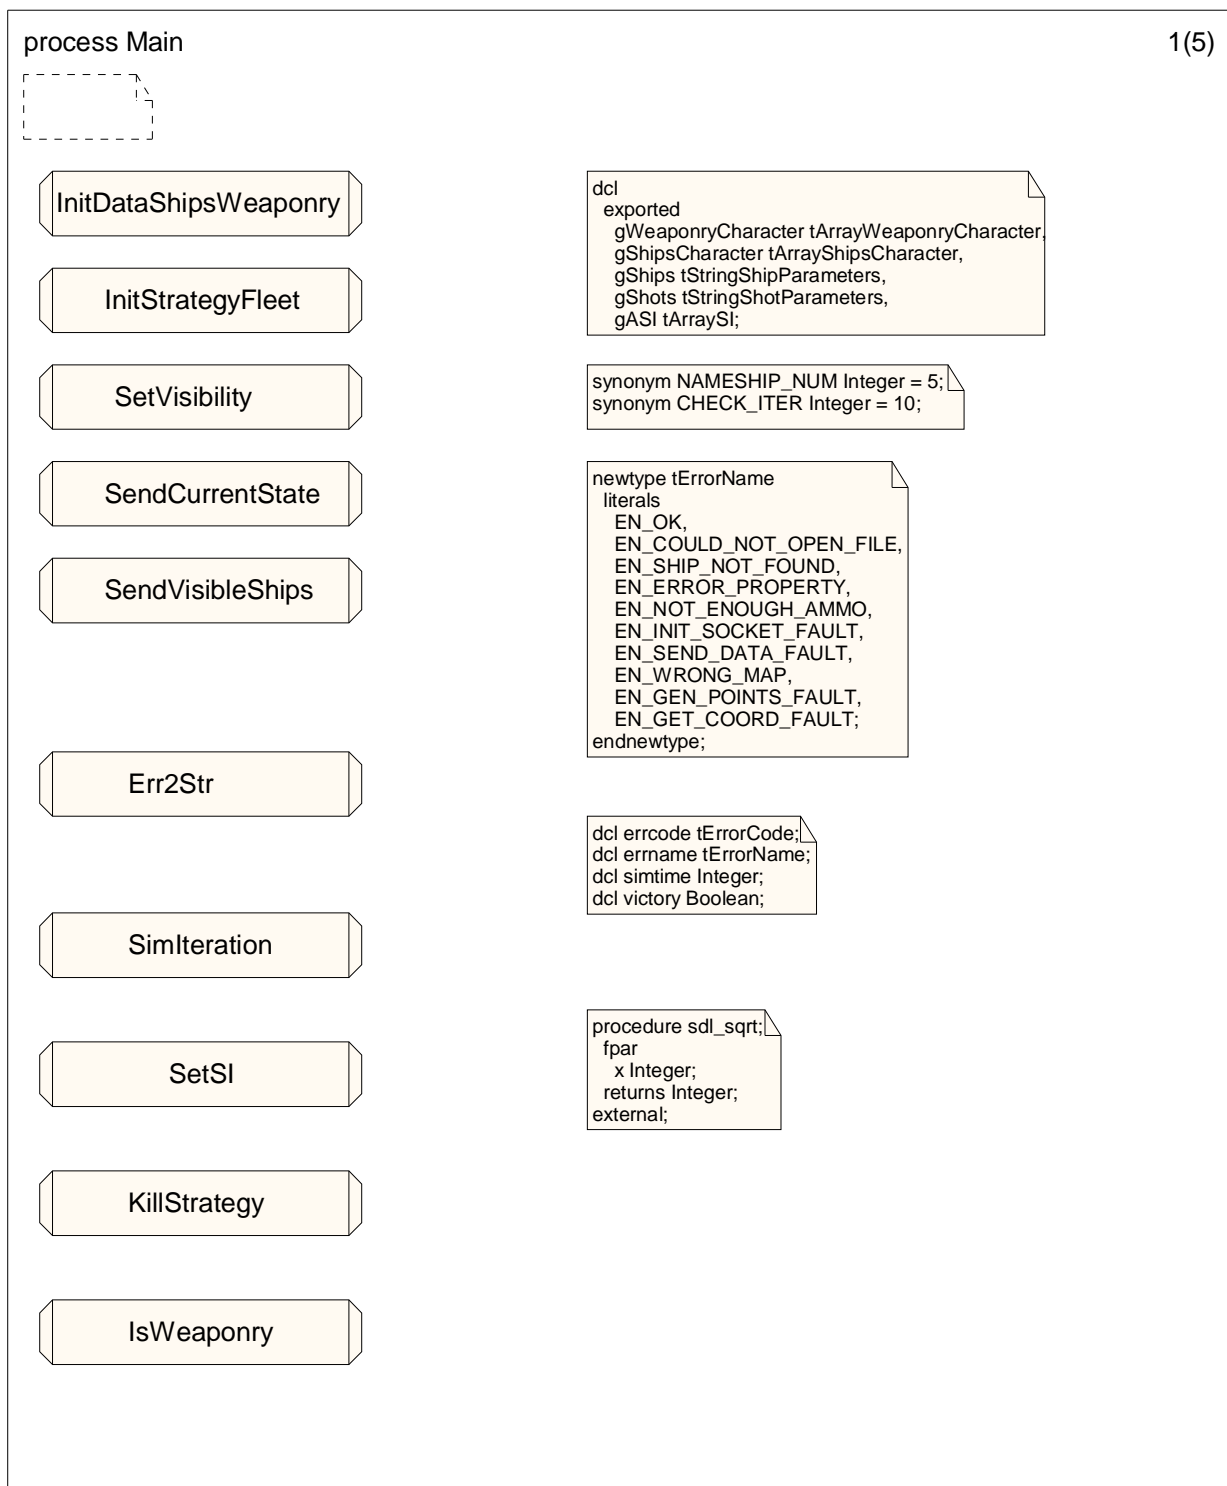 process Main
1(5)
InitDataShipsWeaponry
InitStrategyFleet
SetVisibility
SendCurrentState
SendVisibleShips
Err2Str
SimIteration
SetSI
KillStrategy
IsWeaponry
dcl
exported
gWeaponryCharacter tArrayWeaponryCharacter,
gShipsCharacter tArrayShipsCharacter,
gShips tStringShipParameters,
gShots tStringShotParameters,
gASI tArraySI;
synonym NAMESHIP_NUM Integer = 5;
synonym CHECK_ITER Integer = 10;
newtype tErrorName
literals
EN_OK,
EN_COULD_NOT_OPEN_FILE,
EN_SHIP_NOT_FOUND,
EN_ERROR_PROPERTY,
EN_NOT_ENOUGH_AMMO,
EN_INIT_SOCKET_FAULT,
EN_SEND_DATA_FAULT,
EN_WRONG_MAP,
EN_GEN_POINTS_FAULT,
EN_GET_COORD_FAULT;
endnewtype;
dcl errcode tErrorCode;
dcl errname tErrorName;
dcl simtime Integer;
dcl victory Boolean;
procedure sdl_sqrt;
fpar
x Integer;
returns Integer;
external;